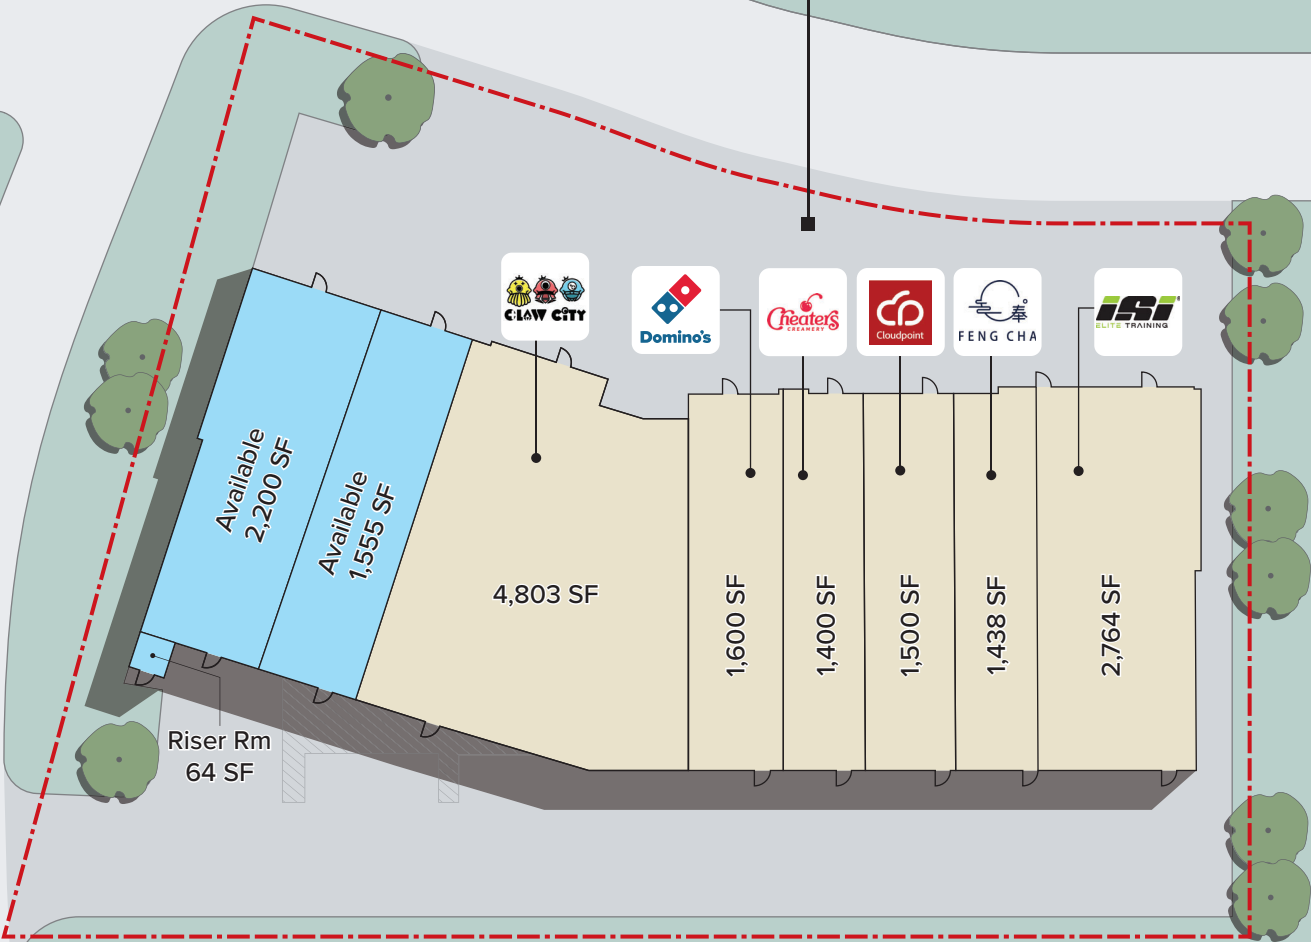 CLAW CITY
Domino's
Cheaters
CREAMERY
Cloudpoint
奉
FENG CHA
iSi
ELITE TRAINING
Available
2,200 SF
Available
1,555 SF
4,803 SF
1,600 SF
1,400 SF
1,500 SF
1,438 SF
2,764 SF
Riser Rm
64 SF